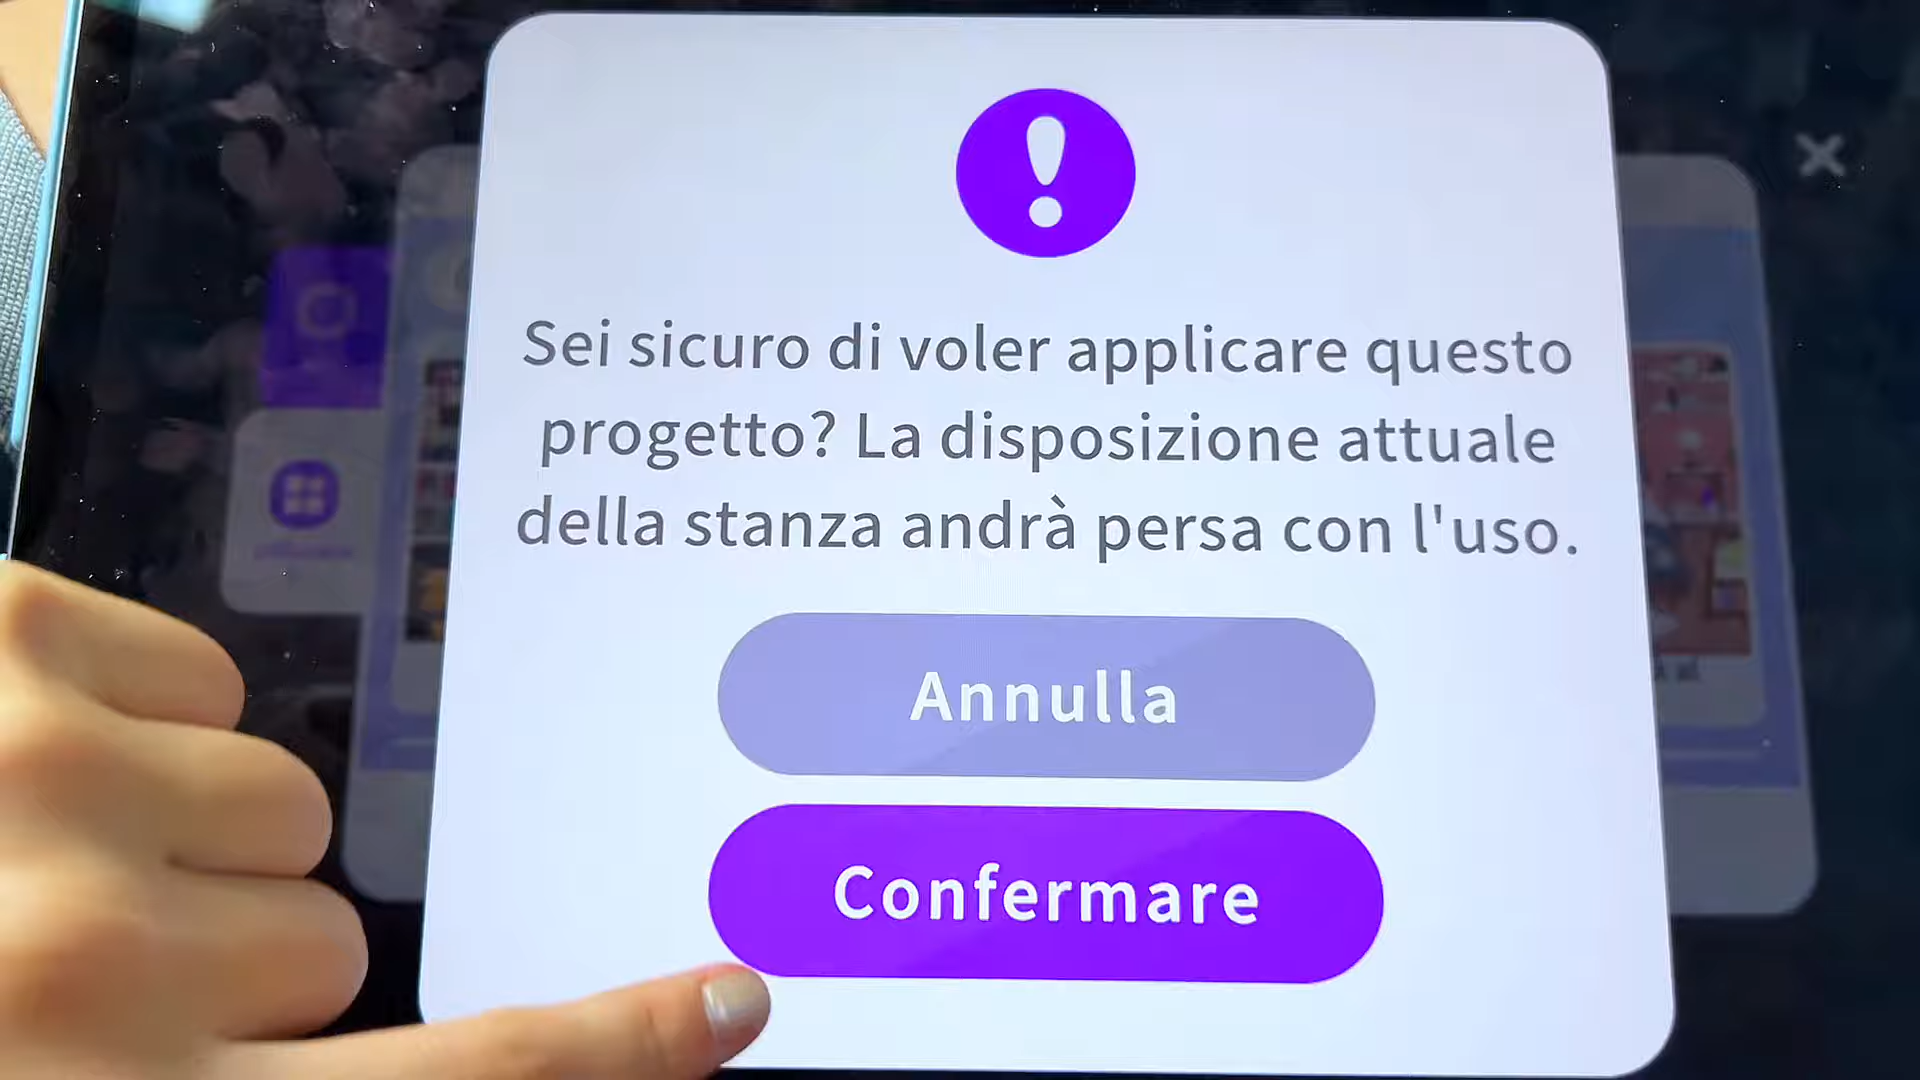 Sei sicuro di voler applicare questo
progetto? La disposizione attuale
della stanza andrà persa con l'uso.
Annulla
Confermare